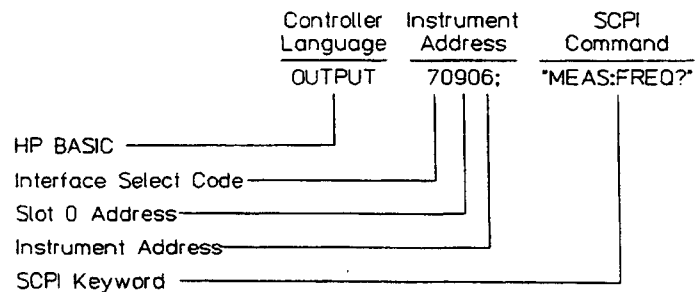 Controller Instrument SCPI
Language Address Command
OUTPUT 70906; "MEAS:FREQ?"
HP BASIC
Interface Select Code
Slot 0 Address
Instrument Address
SCPI Keyword